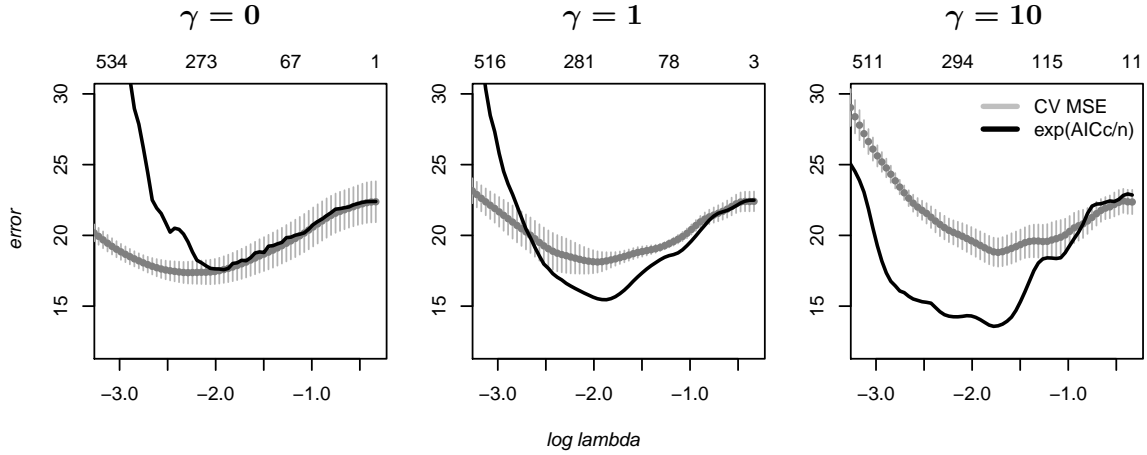 γ = 0 γ = 1 γ = 10
534 273 67 1 516 281 78 3 511 294 115 11
30 30 30
CV MSE
exp(AICc/n)
25 25 25
error
20 20 20
15 15 15
−3.0 −2.0 −1.0 −3.0 −2.0 −1.0 −3.0 −2.0 −1.0
log lambda